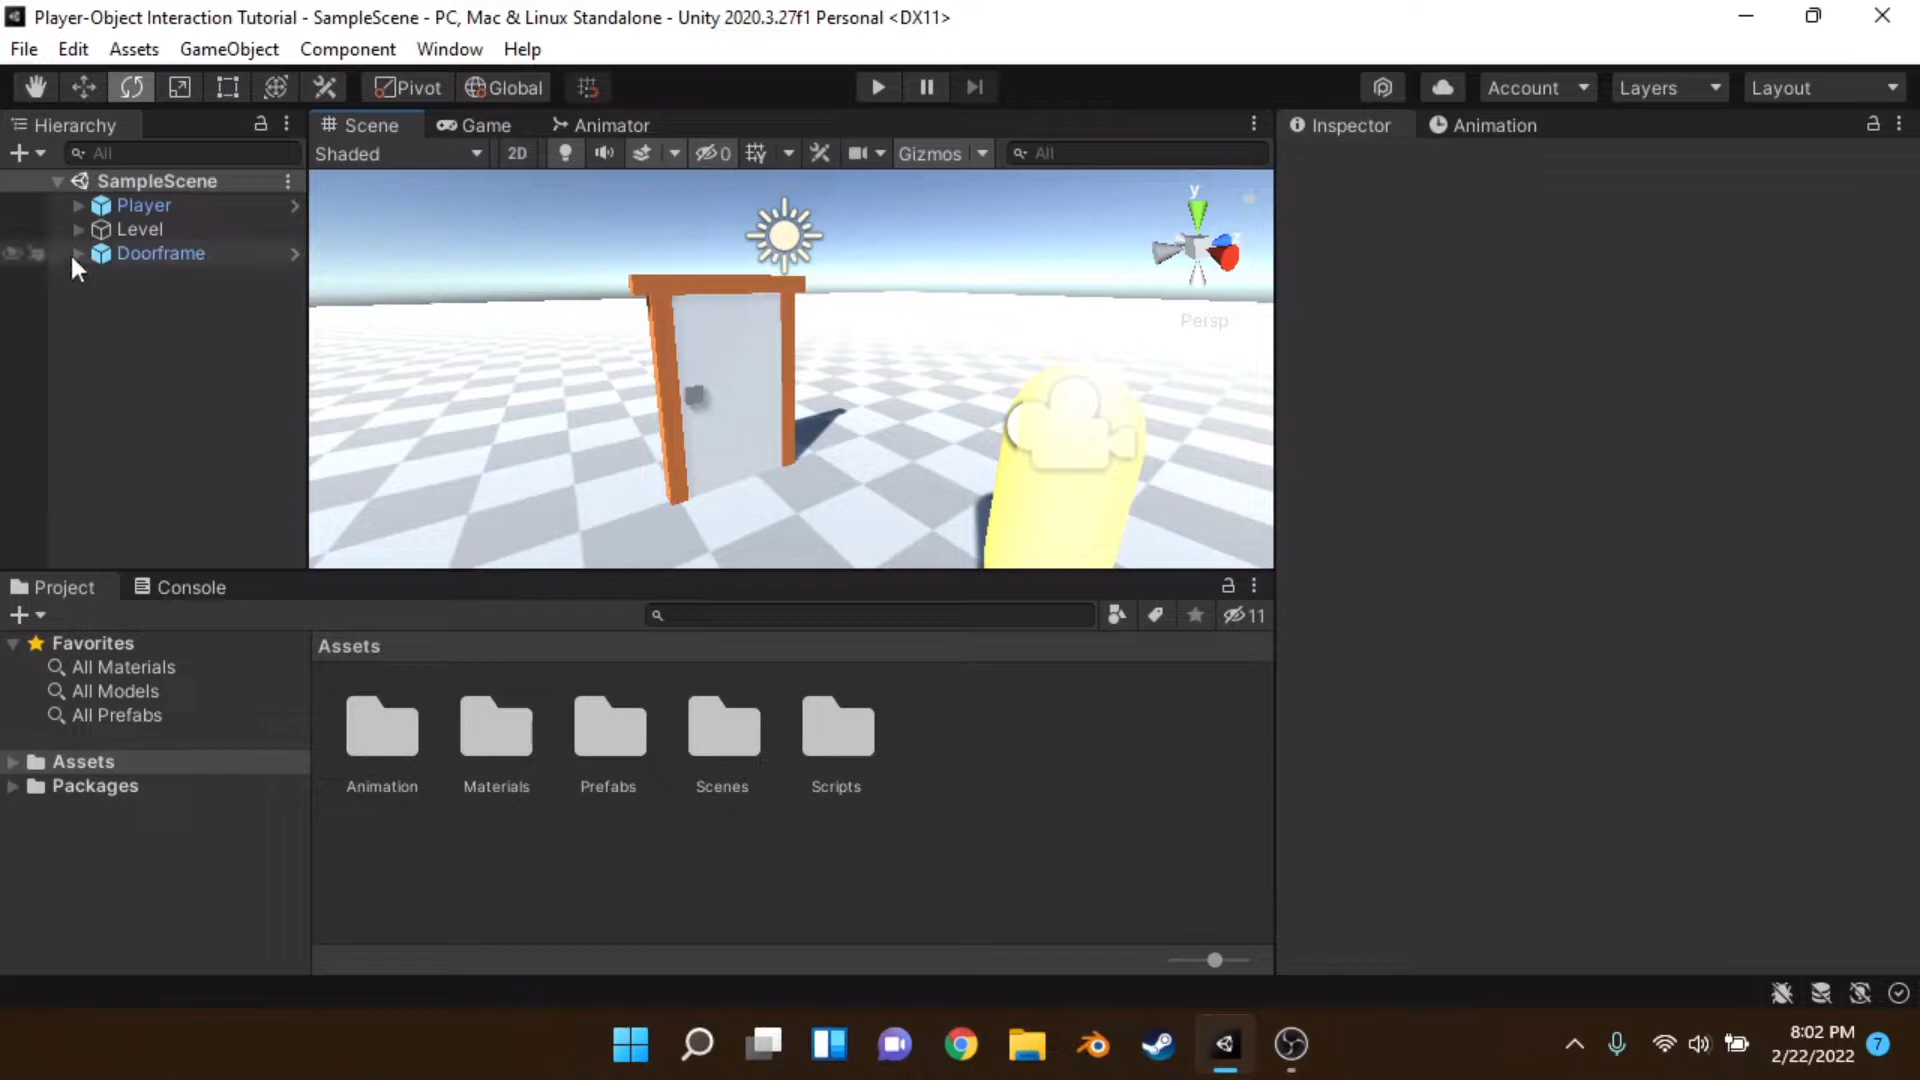 Player-Object Interaction Tutorial - SampleScene - PC, Mac & Linux Standalone - Unity 2020.3.27f1 Personal <DX11>
File Edit Assets GameObject Component Window Help
Pivot Global Account Layers Layout
Hierarchy Scene Game Animator Inspector Animation
All Shaded 2D 0 Gizmos All
SampleScene
Player
Level
Doorframe
y
z
Persp
Project Console
11
Favorites
All Materials
All Models
All Prefabs
Assets
Packages
Assets
Animation Materials Prefabs Scenes Scripts
8:02 PM
2/22/2022
7